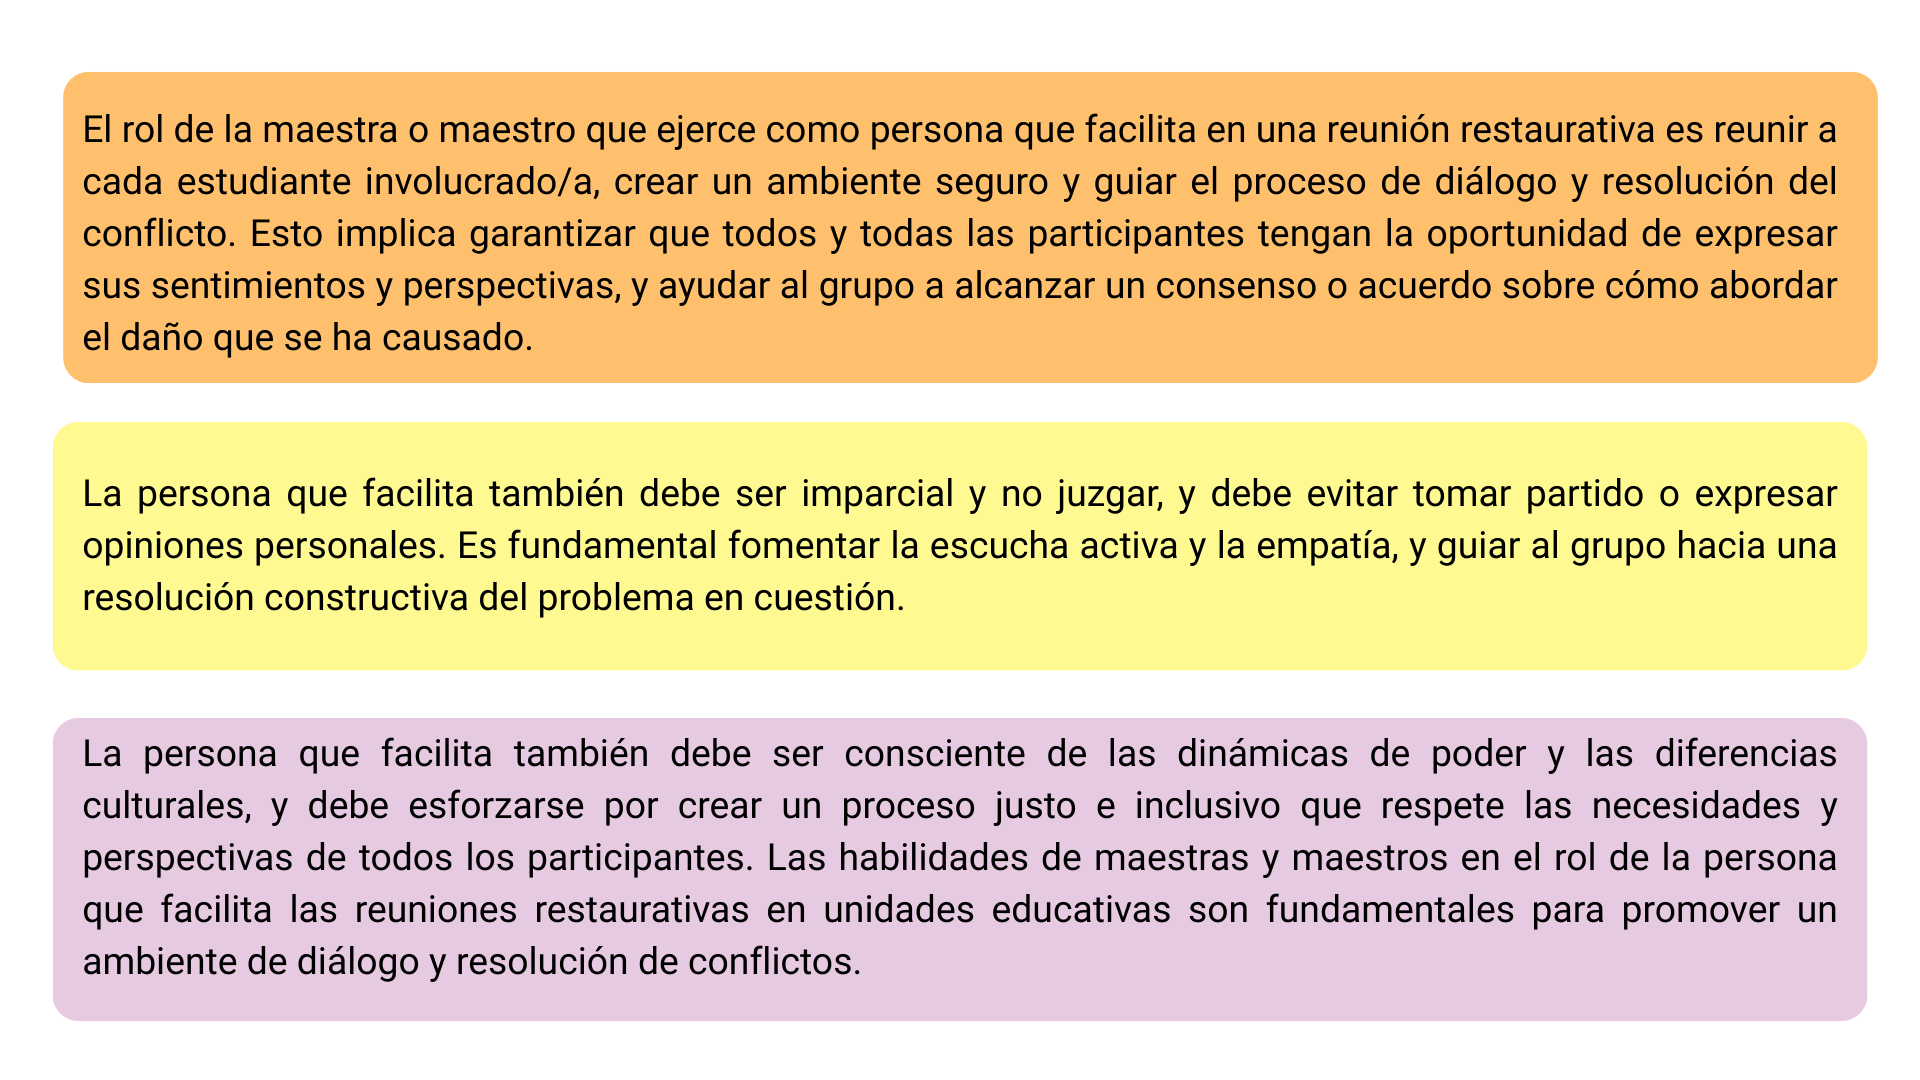 El rol de la maestra o maestro que ejerce como persona que facilita en una reunión restaurativa es reunir a
cada estudiante involucrado/a, crear un ambiente seguro y guiar el proceso de diálogo y resolución del
conflicto. Esto implica garantizar que todos y todas las participantes tengan la oportunidad de expresar
sus sentimientos y perspectivas, y ayudar al grupo a alcanzar un consenso o acuerdo sobre cómo abordar
el daño que se ha causado.
La persona que facilita también debe ser imparcial y no juzgar, y debe evitar tomar partido o expresar
opiniones personales. Es fundamental fomentar la escucha activa y la empatía, y guiar al grupo hacia una
resolución constructiva del problema en cuestión.
La persona que facilita también debe ser consciente de las dinámicas de poder y las diferencias
culturales, y debe esforzarse por crear un proceso justo e inclusivo que respete las necesidades y
perspectivas de todos los participantes. Las habilidades de maestras y maestros en el rol de la persona
que facilita las reuniones restaurativas en unidades educativas son fundamentales para promover un
ambiente de diálogo y resolución de conflictos.